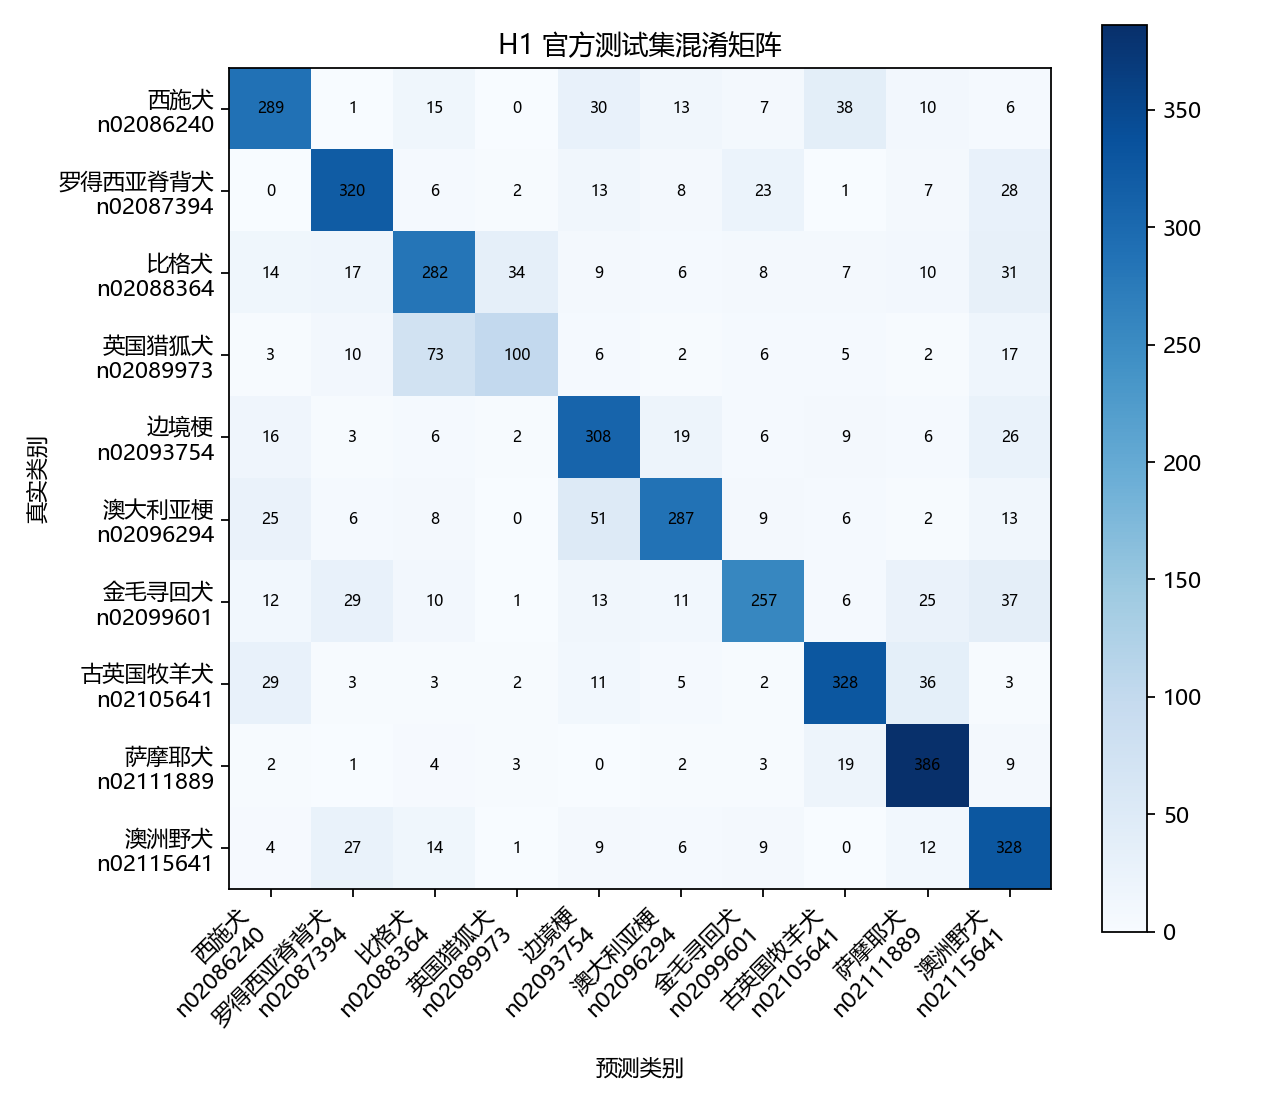 H1 官方测试集混淆矩阵
西施犬
n02086240
289 1 15 0 30 13 7 38 10 6
罗得西亚脊背犬
n02087394
0 320 6 2 13 8 23 1 7 28
比格犬
n02088364
14 17 282 34 9 6 8 7 10 31
英国猎狐犬
n02089973
3 10 73 100 6 2 6 5 2 17
边境梗
n02093754
16 3 6 2 308 19 6 9 6 26
澳大利亚梗
n02096294
25 6 8 0 51 287 9 6 2 13
金毛寻回犬
n02099601
12 29 10 1 13 11 257 6 25 37
古英国牧羊犬
n02105641
29 3 3 2 11 5 2 328 36 3
萨摩耶犬
n02111889
2 1 4 3 0 2 3 19 386 9
澳洲野犬
n02115641
4 27 14 1 9 6 9 0 12 328
真实类别
西施犬
n02086240
罗得西亚脊背犬
n02087394
比格犬
n02088364
英国猎狐犬
n02089973
边境梗
n02093754
澳大利亚梗
n02096294
金毛寻回犬
n02099601
古英国牧羊犬
n02105641
萨摩耶犬
n02111889
澳洲野犬
n02115641
预测类别
350
300
250
200
150
100
50
0